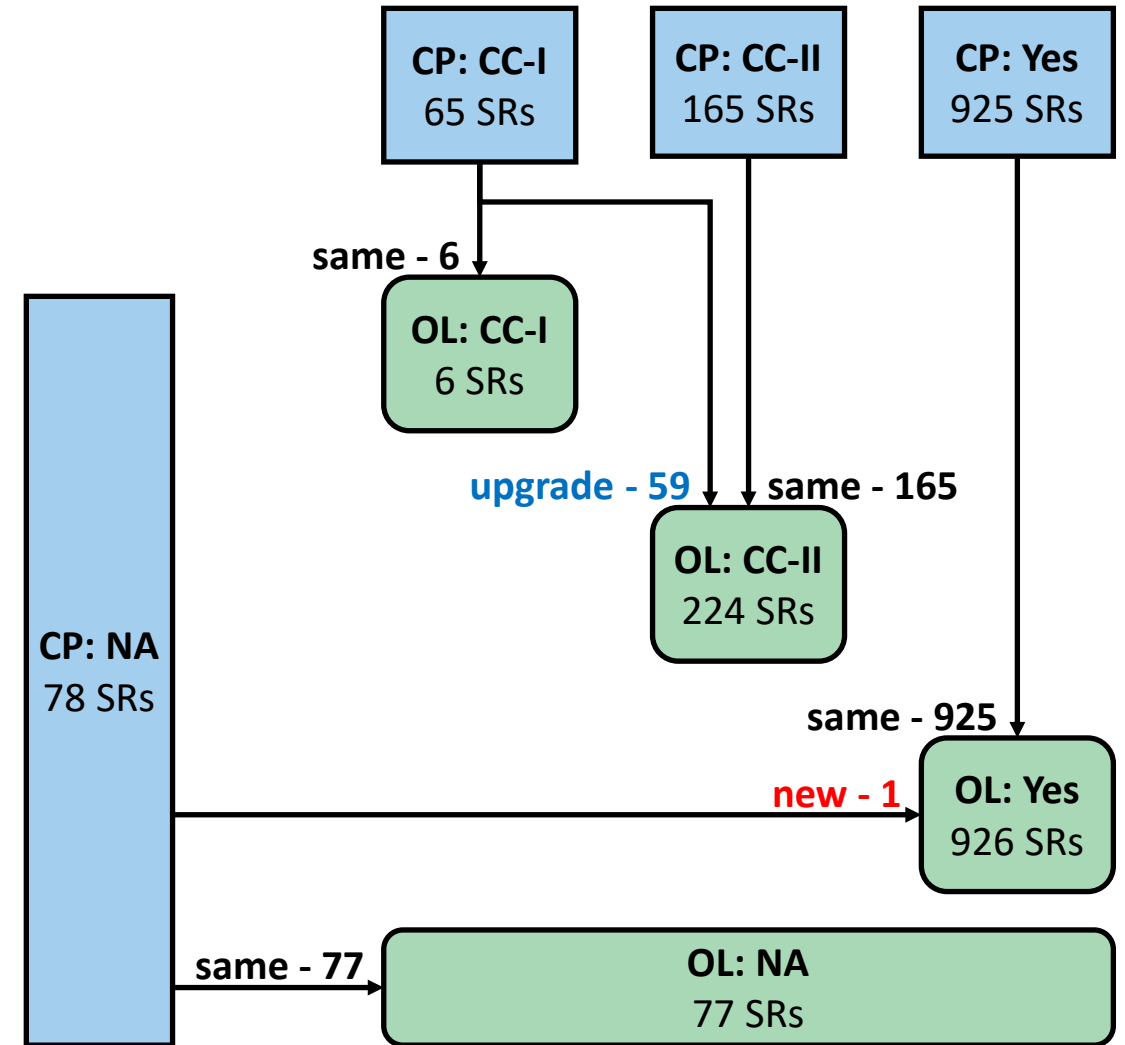 CP: CC-I
65 SRs
CP: CC-II
165 SRs
CP: Yes
925 SRs
same - 6
OL: CC-I
6 SRs
upgrade - 59
same - 165
OL: CC-II
224 SRs
CP: NA
78 SRs
same - 925
new - 1
OL: Yes
926 SRs
same - 77
OL: NA
77 SRs